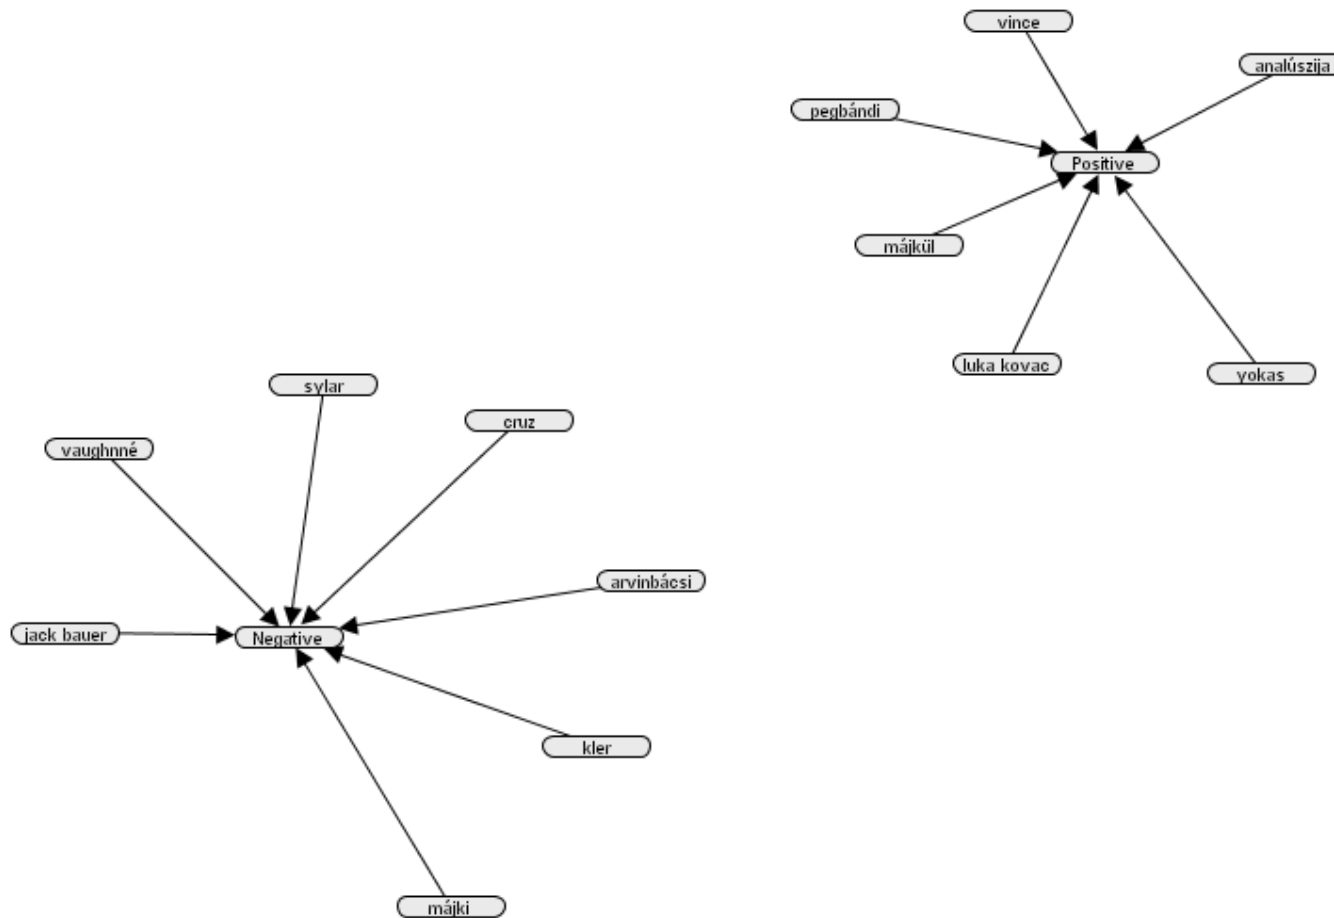 vince
analúszija
pegbándi
Positive
májkül
luka kovac
yokas
sylar
cruz
vaughnné
arvinbácsi
jack bauer
Negative
kler
májki